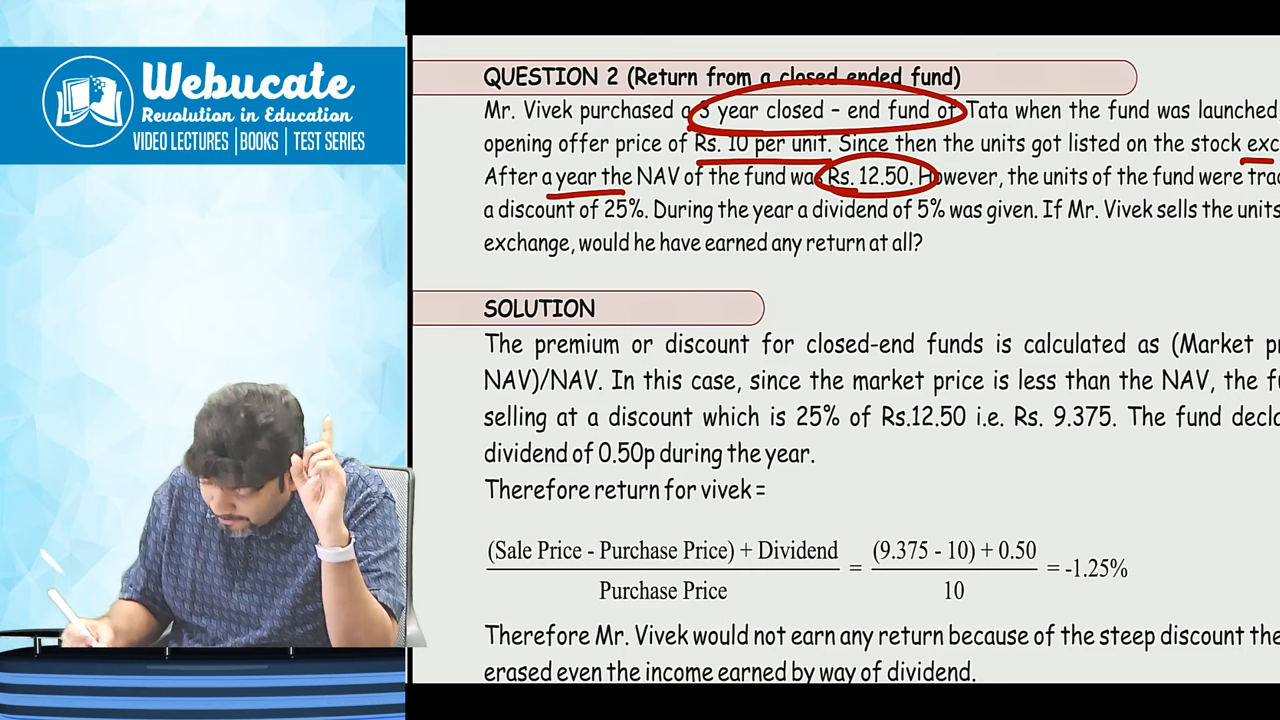 Webucate
Revolution in Education
VIDEO LECTURES | BOOKS | TEST SERIES
QUESTION 2 (Return from a closed ended fund)
Mr. Vivek purchased a 3 year closed – end fund of Tata when the fund was launched
opening offer price of Rs. 10 per unit. Since then the units got listed on the stock exc
After a year the NAV of the fund was Rs. 12.50. However, the units of the fund were tra
a discount of 25%. During the year a dividend of 5% was given. If Mr. Vivek sells the units
exchange, would he have earned any return at all?
SOLUTION
The premium or discount for closed-end funds is calculated as (Market p
NAV)/NAV. In this case, since the market price is less than the NAV, the f
selling at a discount which is 25% of Rs.12.50 i.e. Rs. 9.375. The fund decl
dividend of 0.50p during the year.
Therefore return for vivek =
(Sale Price - Purchase Price) + Dividend = (9.375 - 10) + 0.50 = -1.25%
Purchase Price 10
Therefore Mr. Vivek would not earn any return because of the steep discount the
erased even the income earned by way of dividend.